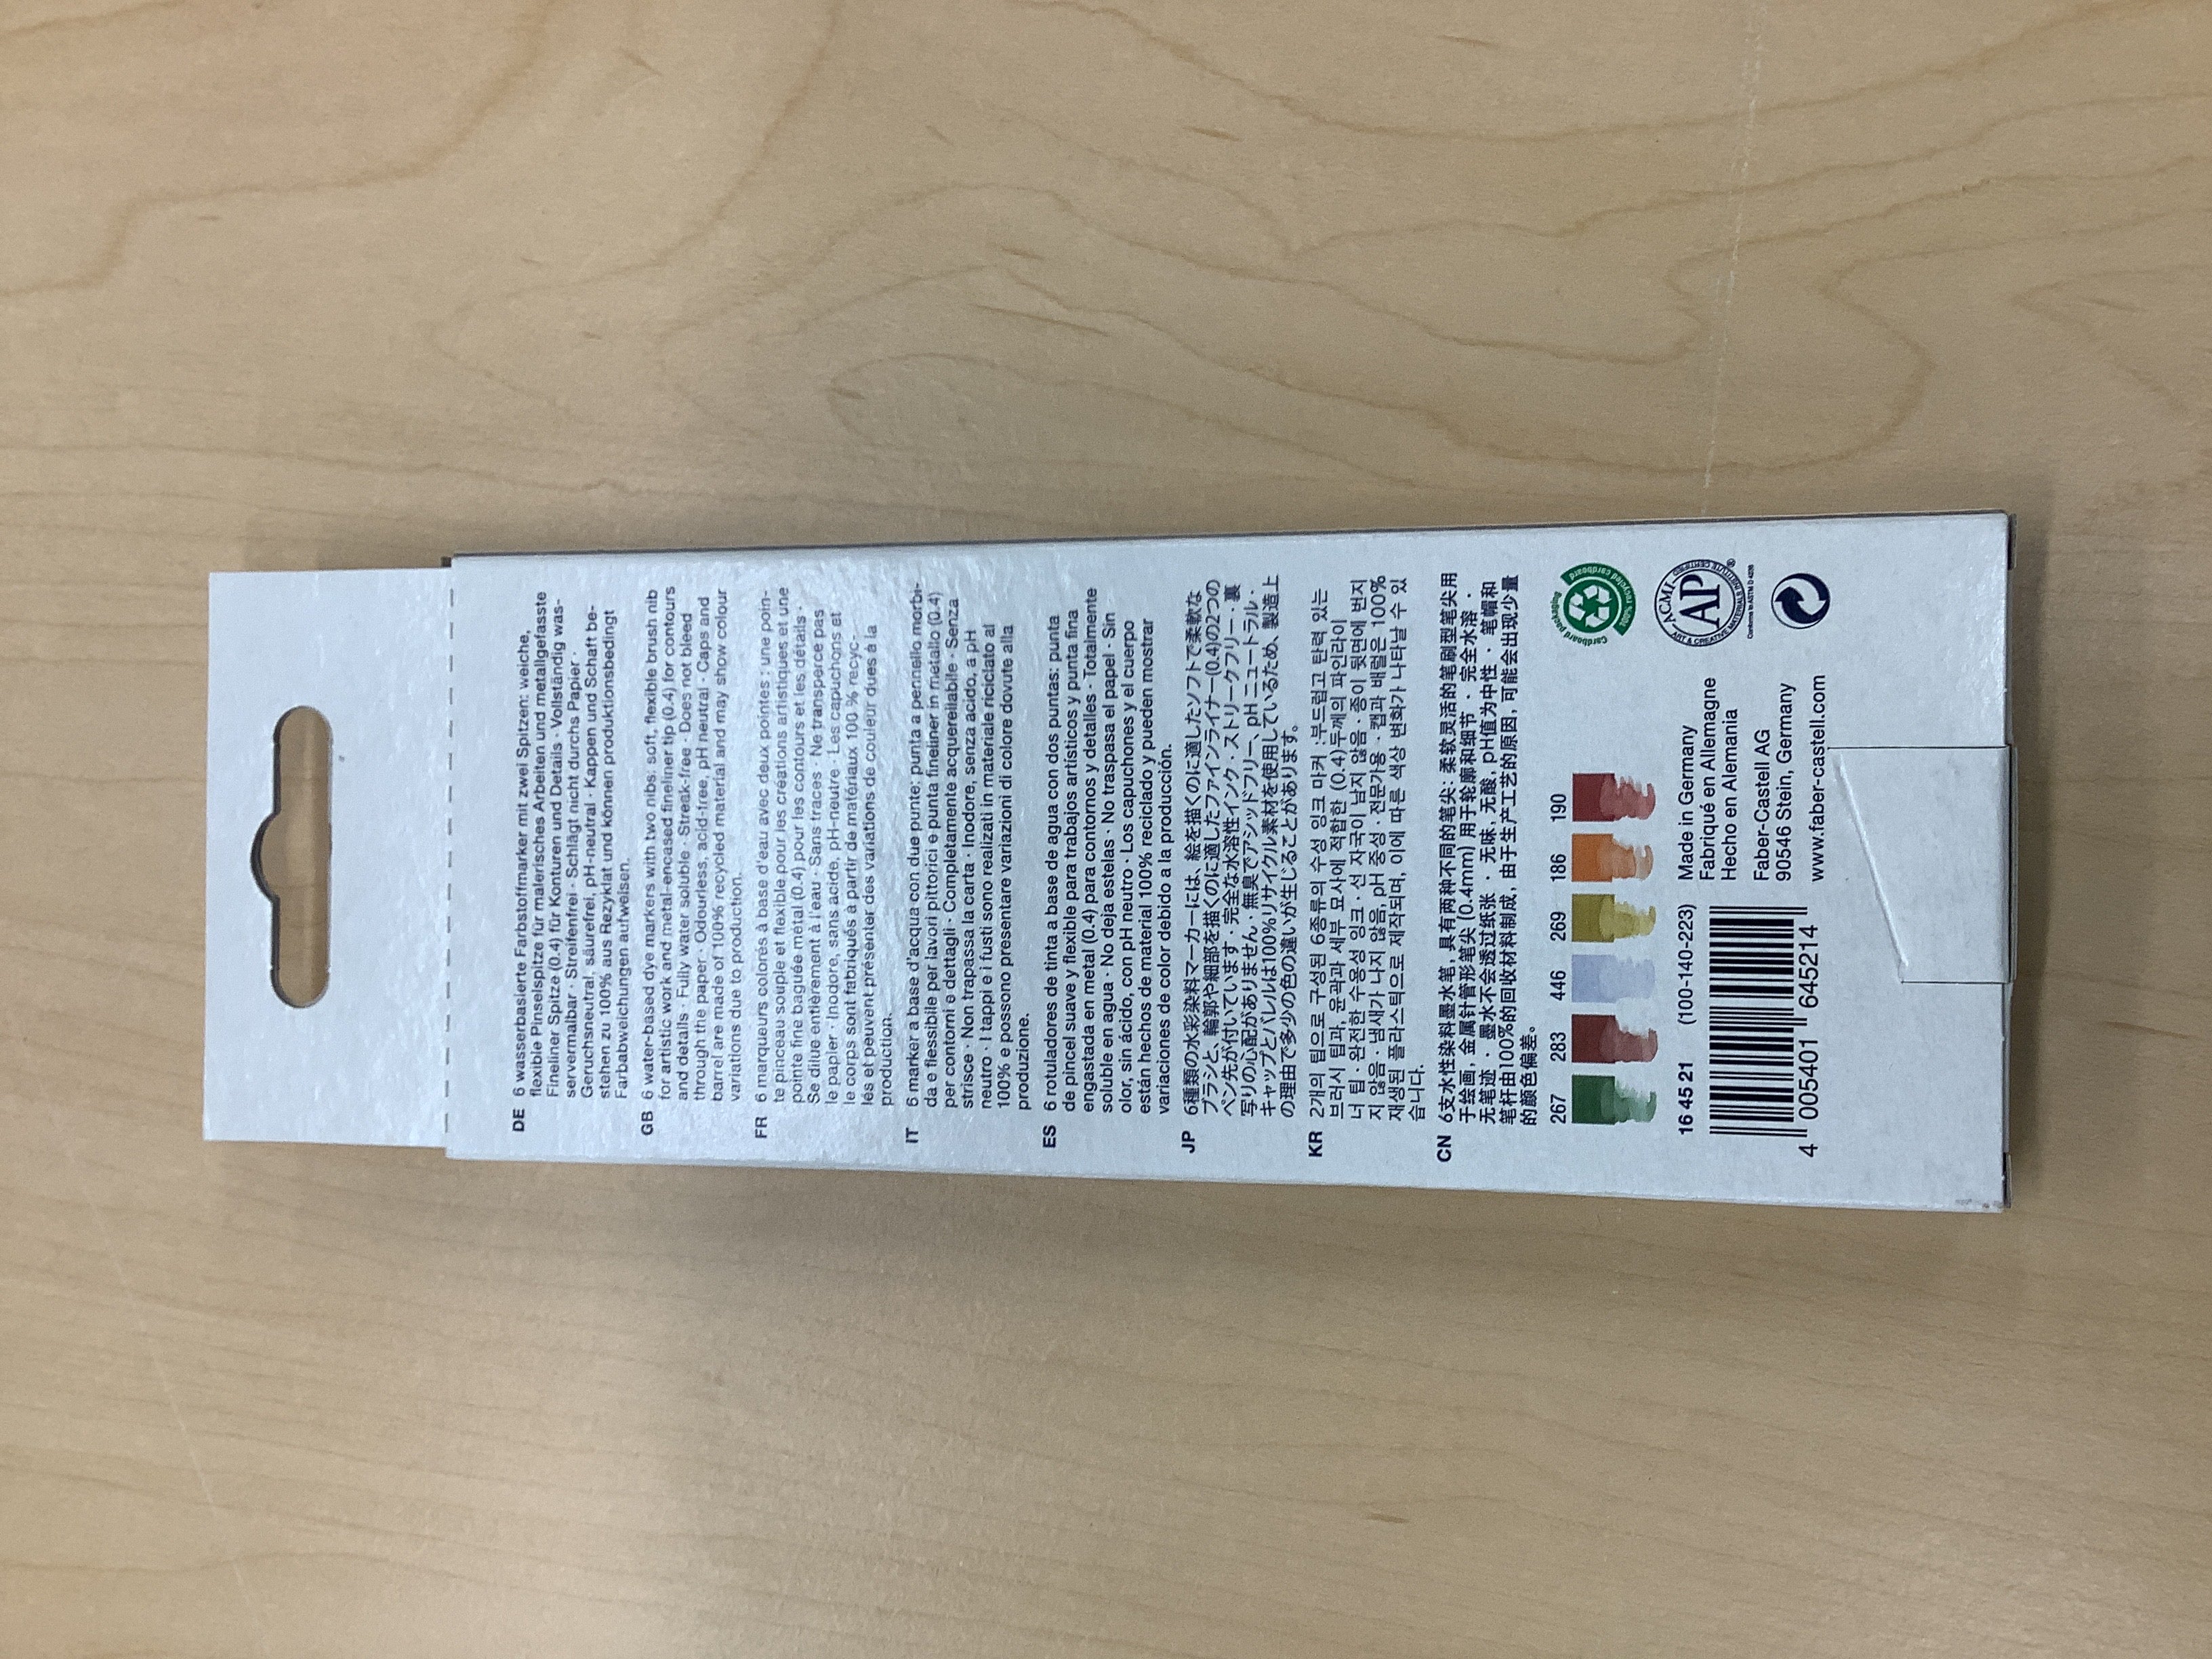 DE 6 wasserbasierte Farbstoffmarker mit zwei Spitzen: weiche,
flexible Pinselspitze für malerisches Arbeiten und metallgefasste
Fineliner Spitze (0.4) für Konturen und Details · Vollständig was-
servermalbar · Streifenfrei · Schlägt nicht durchs Papier ·
Geruchsneutral, säurefrei, pH-neutral · Kappen und Schaft be-
stehen zu 100% aus Rezyklat und können produktionsbedingt
Farbabweichungen aufweisen.
GB 6 water-based dye markers with two nibs: soft, flexible brush nib
for artistic work and metal-encased fineliner tip (0.4) for contours
and details · Fully water soluble · Streak-free · Does not bleed
through the paper · Odourless, acid-free, pH neutral · Caps and
barrel are made of 100% recycled material and may show colour
variations due to production.
FR 6 marqueurs colorés à base d'eau avec deux pointes : une poin-
te pinceau souple et flexible pour les créations artistiques et une
pointe fine baguée métal (0.4) pour les contours et les détails ·
Se dilue entièrement à l'eau · Sans traces · Ne transperce pas
le papier · Inodore, sans acide, pH-neutre · Les capuchons et
le corps sont fabriqués à partir de matériaux 100 % recyc-
lés et peuvent présenter des variations de couleur dues à la
production.
IT 6 marker a base d'acqua con due punte: punta a pennello morbi-
da e flessibile per lavori pittorici e punta fineliner in metallo (0.4)
per contorni e dettagli · Completamente acquerellabile · Senza
strisce · Non trapassa la carta · Inodore, senza acido, a pH
neutro · I tappi e i fusti sono realizzati in materiale riciclato al
100% e possono presentare variazioni di colore dovute alla
produzione.
ES 6 rotuladores de tinta a base de agua con dos puntas: punta
de pincel suave y flexible para trabajos artísticos y punta fina
engastada en metal (0.4) para contornos y detalles · Totalmente
soluble en agua · No deja estelas · No traspasa el papel · Sin
olor, sin ácido, con pH neutro · Los capuchones y el cuerpo
están hechos de material 100% reciclado y pueden mostrar
variaciones de color debido a la producción.
JP 6種類の水彩染料マーカーには、絵を描くのに適したソフトで柔軟な
ブラシと、輪郭や細部を描くのに適したファインライナー(0.4)の2つの
ペン先が付いています · 完全な水溶性インク · ストリークフリー · 裏
写りの心配がありません · 無臭でアシッドフリー、pH ニュートラル ·
キャップとバレルは100%リサイクル素材を使用しているため、製造上
の理由で多少の色の違いが生じることがあります。
KR 2개의 팁으로 구성된 6종류의 수성 잉크 마커 :부드럽고 탄력 있는
브러시 팁과, 윤곽과 세부 묘사에 적합한 (0.4)두께의 파인라이
너 팁 · 완전한 수용성 잉크 · 선 자국이 남지 않음 · 종이 뒷면에 번지
지 않음 · 냄새가 나지 않음, pH 중성 · 전문가용 · 캡과 배럴은 100%
재생된 플라스틱으로 제작되며, 이에 따른 색상 변화가 나타날 수 있
습니다.
CN 6支水性染料墨水笔, 具有两种不同的笔尖: 柔软灵活的笔刷型笔尖用
于绘画, 金属针管形笔尖 (0.4mm) 用于轮廓和细节 · 完全水溶 ·
无笔迹 · 墨水不会透过纸张 · 无味, 无酸, pH值为中性 · 笔帽和
笔杆由100%的回收材料制成, 由于生产工艺的原因, 可能会出现少量
的颜色偏差。
267 283 446 269 186 190
Cardboard packaging
100% recycled cardboard
16 45 21 (100-140-223)
4 005401 645214
Made in Germany
Fabriqué en Allemagne
Hecho en Alemania
Faber-Castell AG
90546 Stein, Germany
www.faber-castell.com
ACMI
AP
ART & CREATIVE MATERIALS INSTITUTE CERTIFIED
®
Conforms to ASTM D 4236